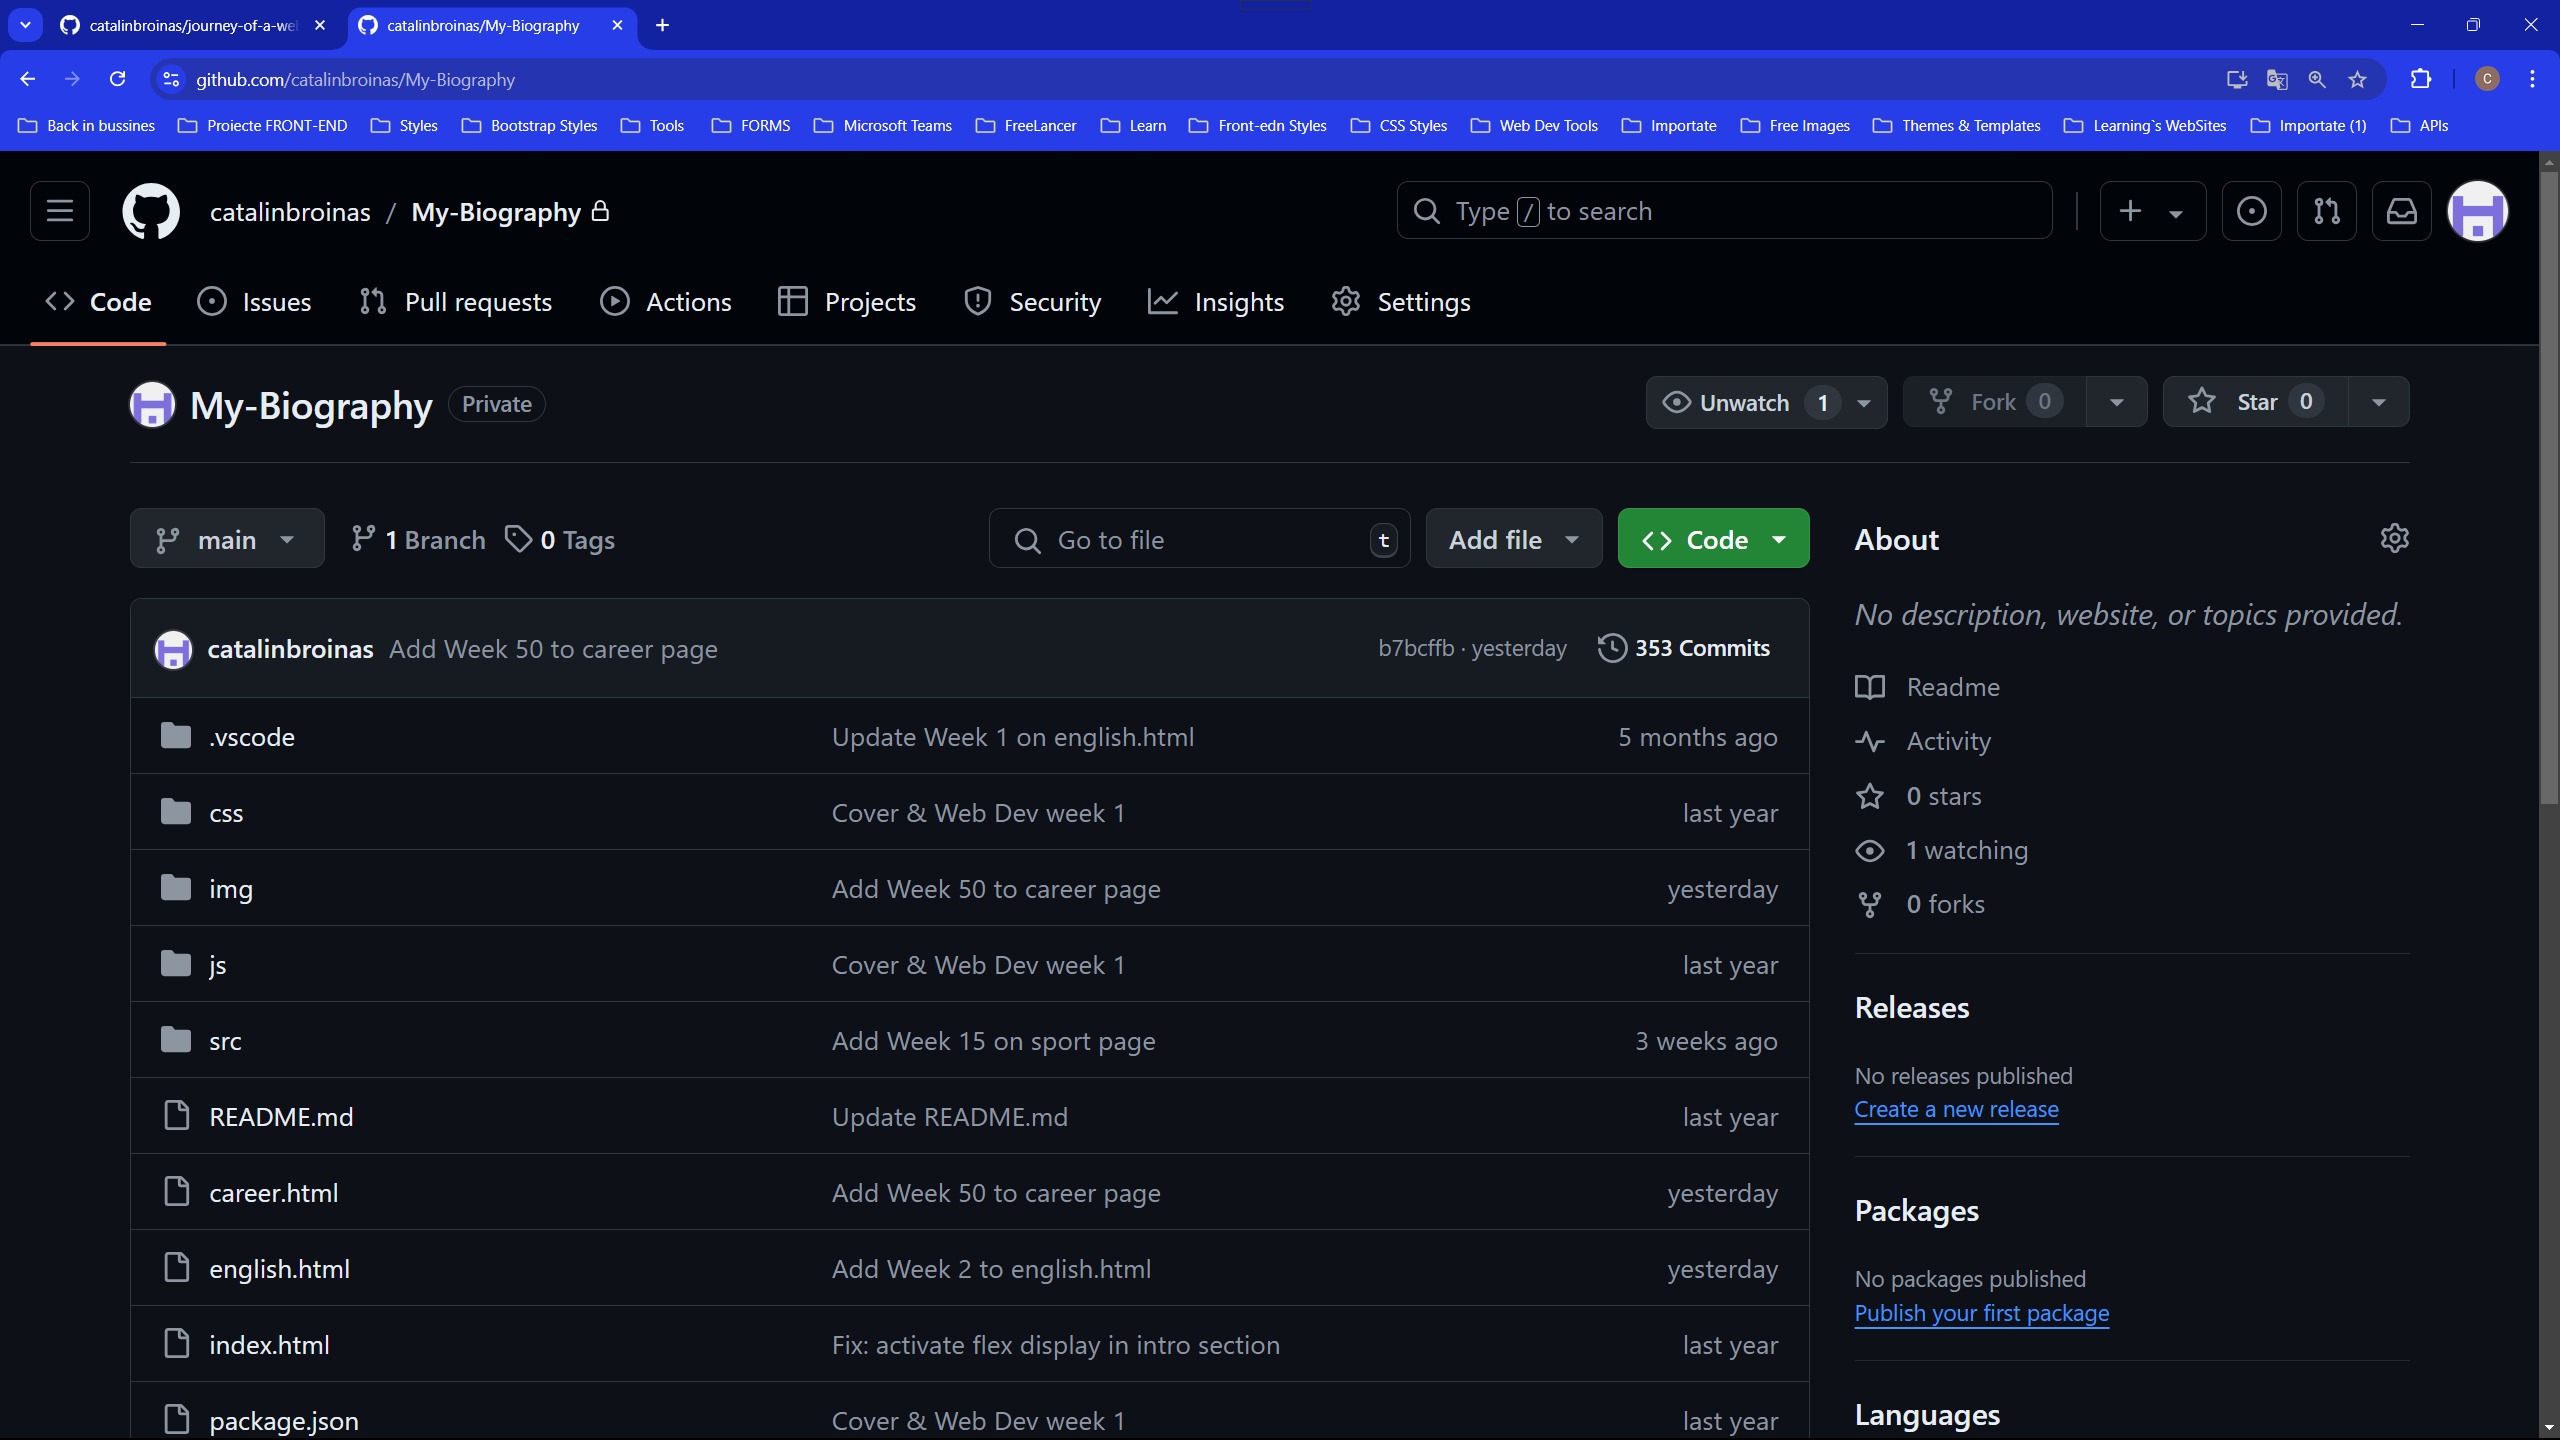 catalinbroinas/journey-of-a-we
catalinbroinas/My-Biography
github.com/catalinbroinas/My-Biography
C
Back in bussines
Proiecte FRONT-END
Styles
Bootstrap Styles
Tools
FORMS
Microsoft Teams
FreeLancer
Learn
Front-edn Styles
CSS Styles
Web Dev Tools
Importate
Free Images
Themes & Templates
Learning`s WebSites
Importate (1)
APIs
catalinbroinas / My-Biography
Type / to search
Code
Issues
Pull requests
Actions
Projects
Security
Insights
Settings
My-Biography
Private
Unwatch 1
Fork 0
Star 0
main
1 Branch
0 Tags
Go to file
t
Add file
Code
catalinbroinas Add Week 50 to career page
b7bcffb · yesterday
353 Commits
.vscode Update Week 1 on english.html 5 months ago
css Cover & Web Dev week 1 last year
img Add Week 50 to career page yesterday
js Cover & Web Dev week 1 last year
src Add Week 15 on sport page 3 weeks ago
README.md Update README.md last year
career.html Add Week 50 to career page yesterday
english.html Add Week 2 to english.html yesterday
index.html Fix: activate flex display in intro section last year
package.json Cover & Web Dev week 1 last year
About
No description, website, or topics provided.
Readme
Activity
0 stars
1 watching
0 forks
Releases
No releases published
Create a new release
Packages
No packages published
Publish your first package
Languages